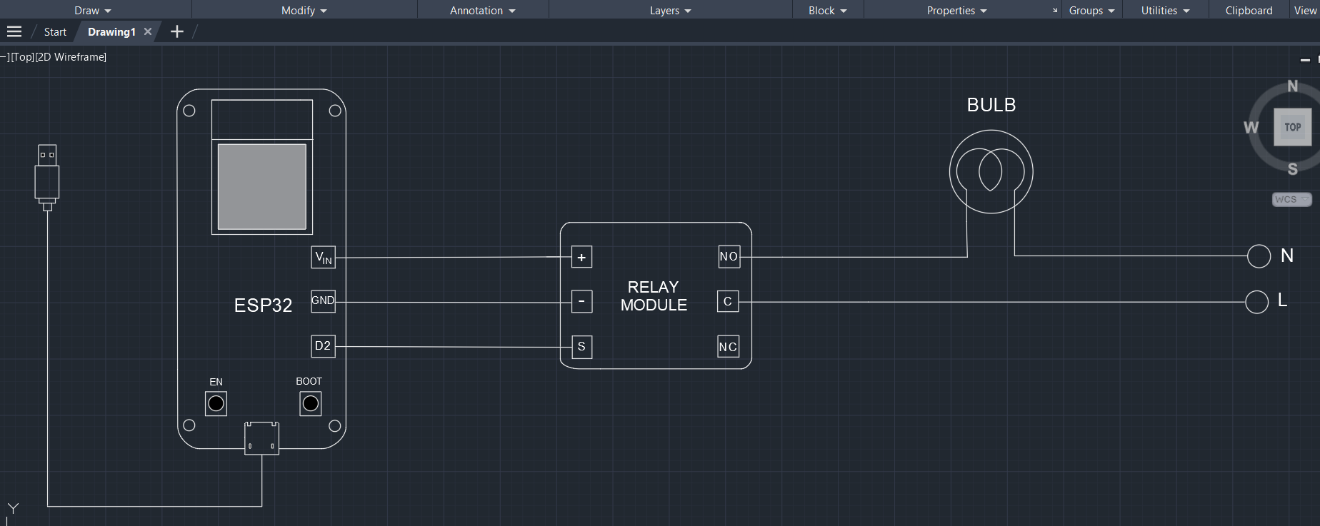 Draw
Modify
Annotation
Layers
Block
Properties
Groups
Utilities
Clipboard
View
Start
Drawing1
−][Top][2D Wireframe]
N
W
TOP
S
WCS
BULB
VIN
ESP32
GND
D2
EN
BOOT
+
-
S
RELAY
MODULE
NO
C
NC
N
L
Y